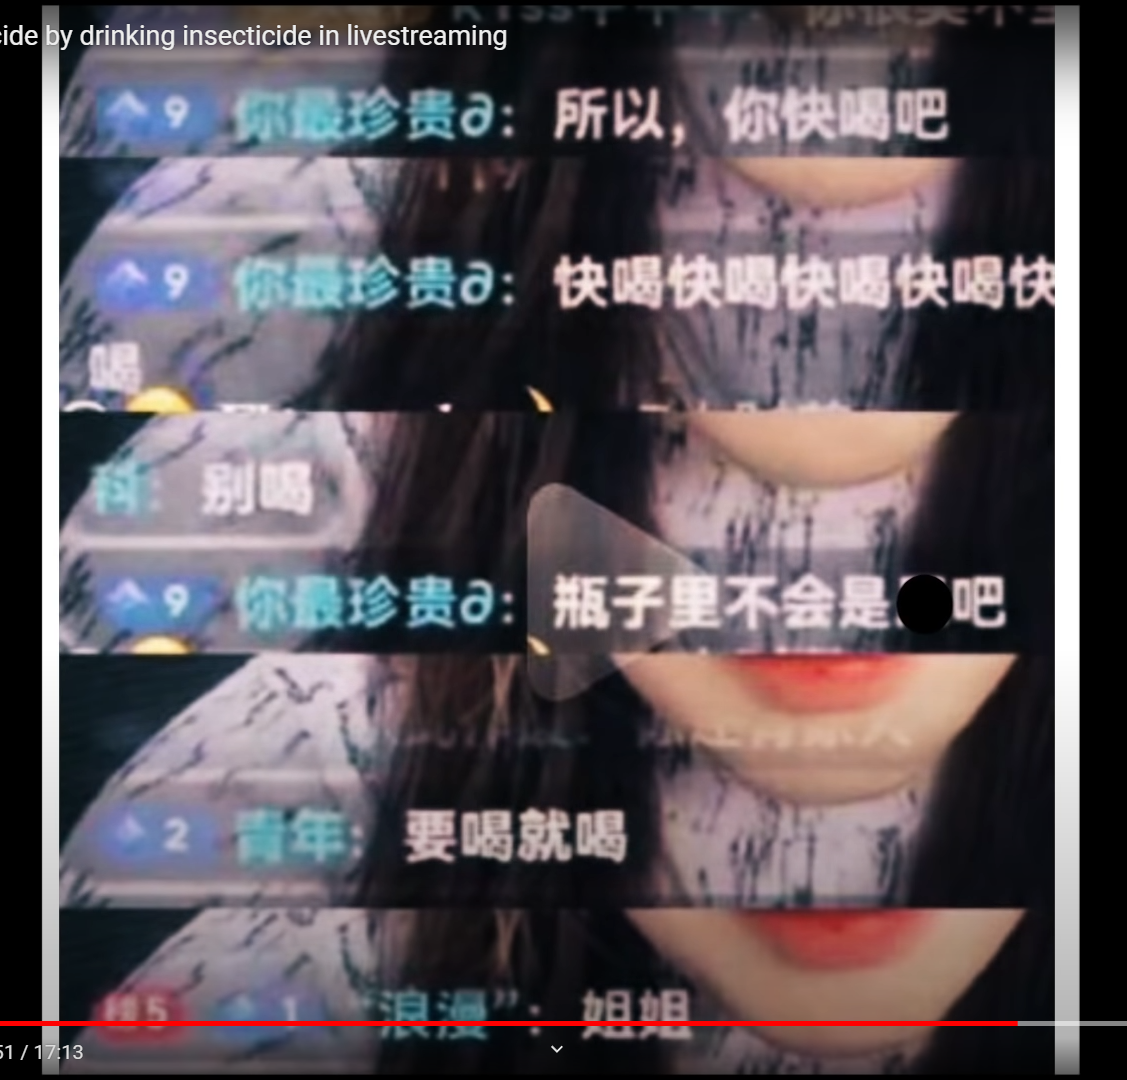 cide by drinking insecticide in livestreaming
9 你最珍贵∂： 所以，你快喝吧
9 你最珍贵∂： 快喝快喝快喝快喝快
喝
别喝
9 你最珍贵∂： 瓶子里不会是 吧
2 青年： 要喝就喝
榜5 1 “浪漫”： 姐姐
51 / 17:13